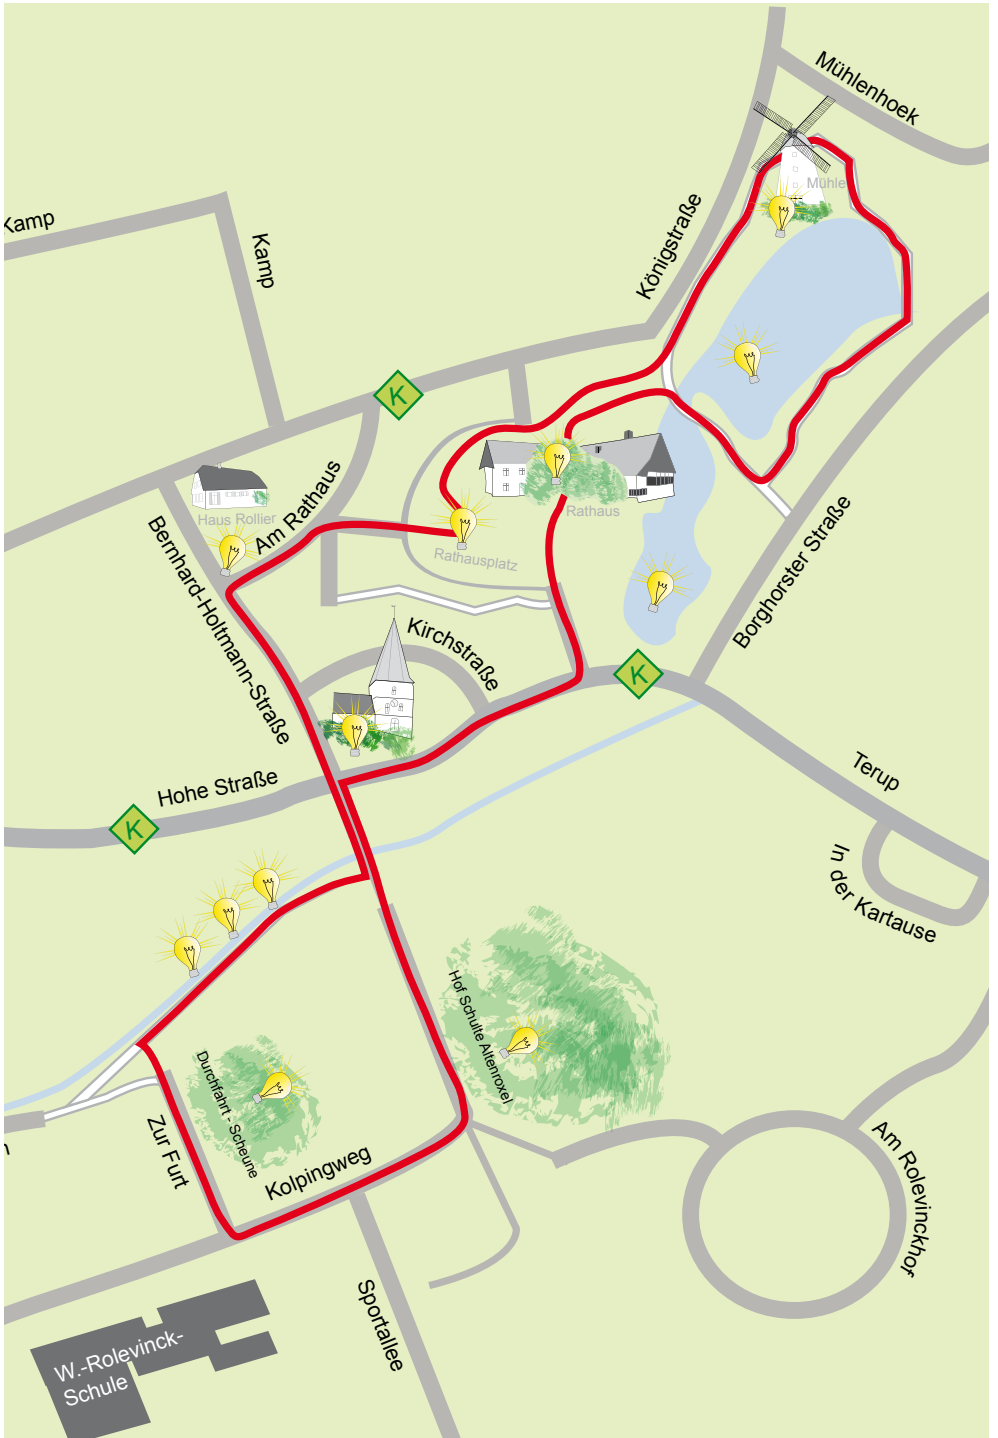 Mühlenhoek
Mühle
Kamp
Kamp
Königstraße
K
Haus Rollier
Am Rathaus
Rathaus
Rathausplatz
Bernhard-Holtmann-Straße
Borghorster Straße
Kirchstraße
K
Hohe Straße
K
Terup
In der Kartause
Hof Schulte Altenroxel
Durchfahrt - Scheune
Zur Furt
n
Kolpingweg
Am Rolevinckhof
Sportallee
W.-Rolevinck-
Schule